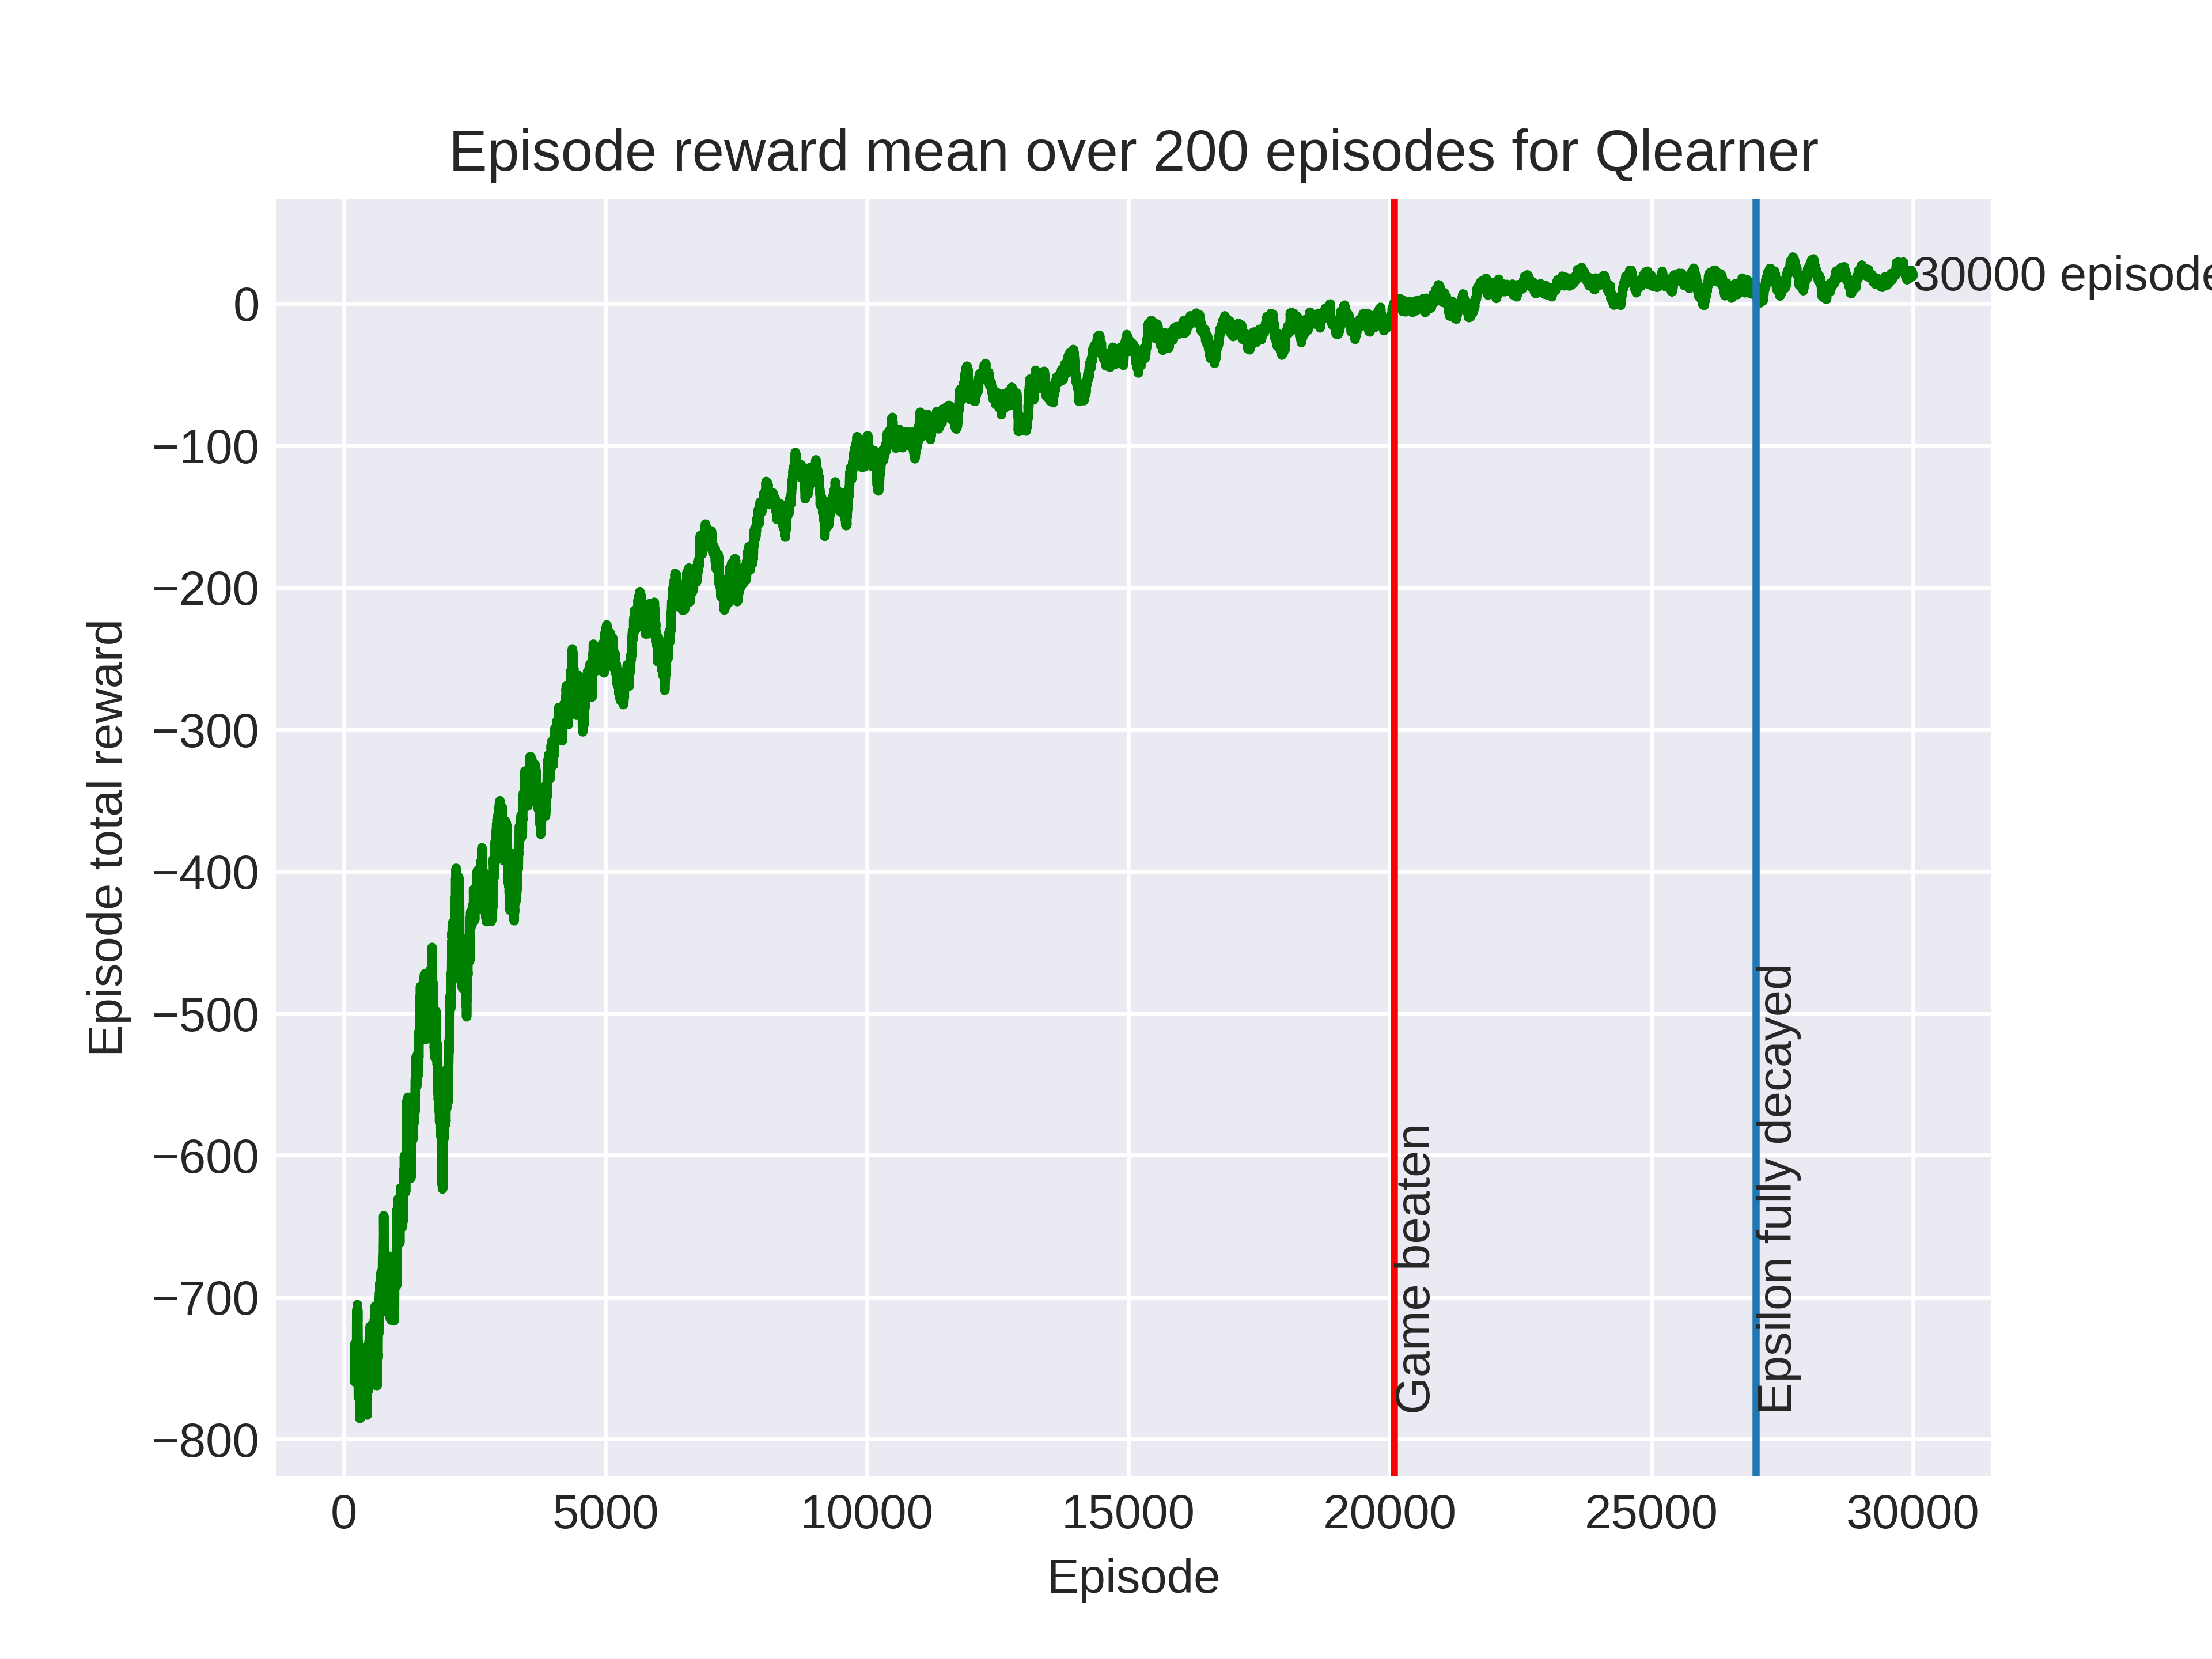 Episode reward mean over 200 episodes for Qlearner
Episode total reward
0
−100
−200
−300
−400
−500
−600
−700
−800
30000 episode
Game beaten
Epsilon fully decayed
0
5000
10000
15000
20000
25000
30000
Episode